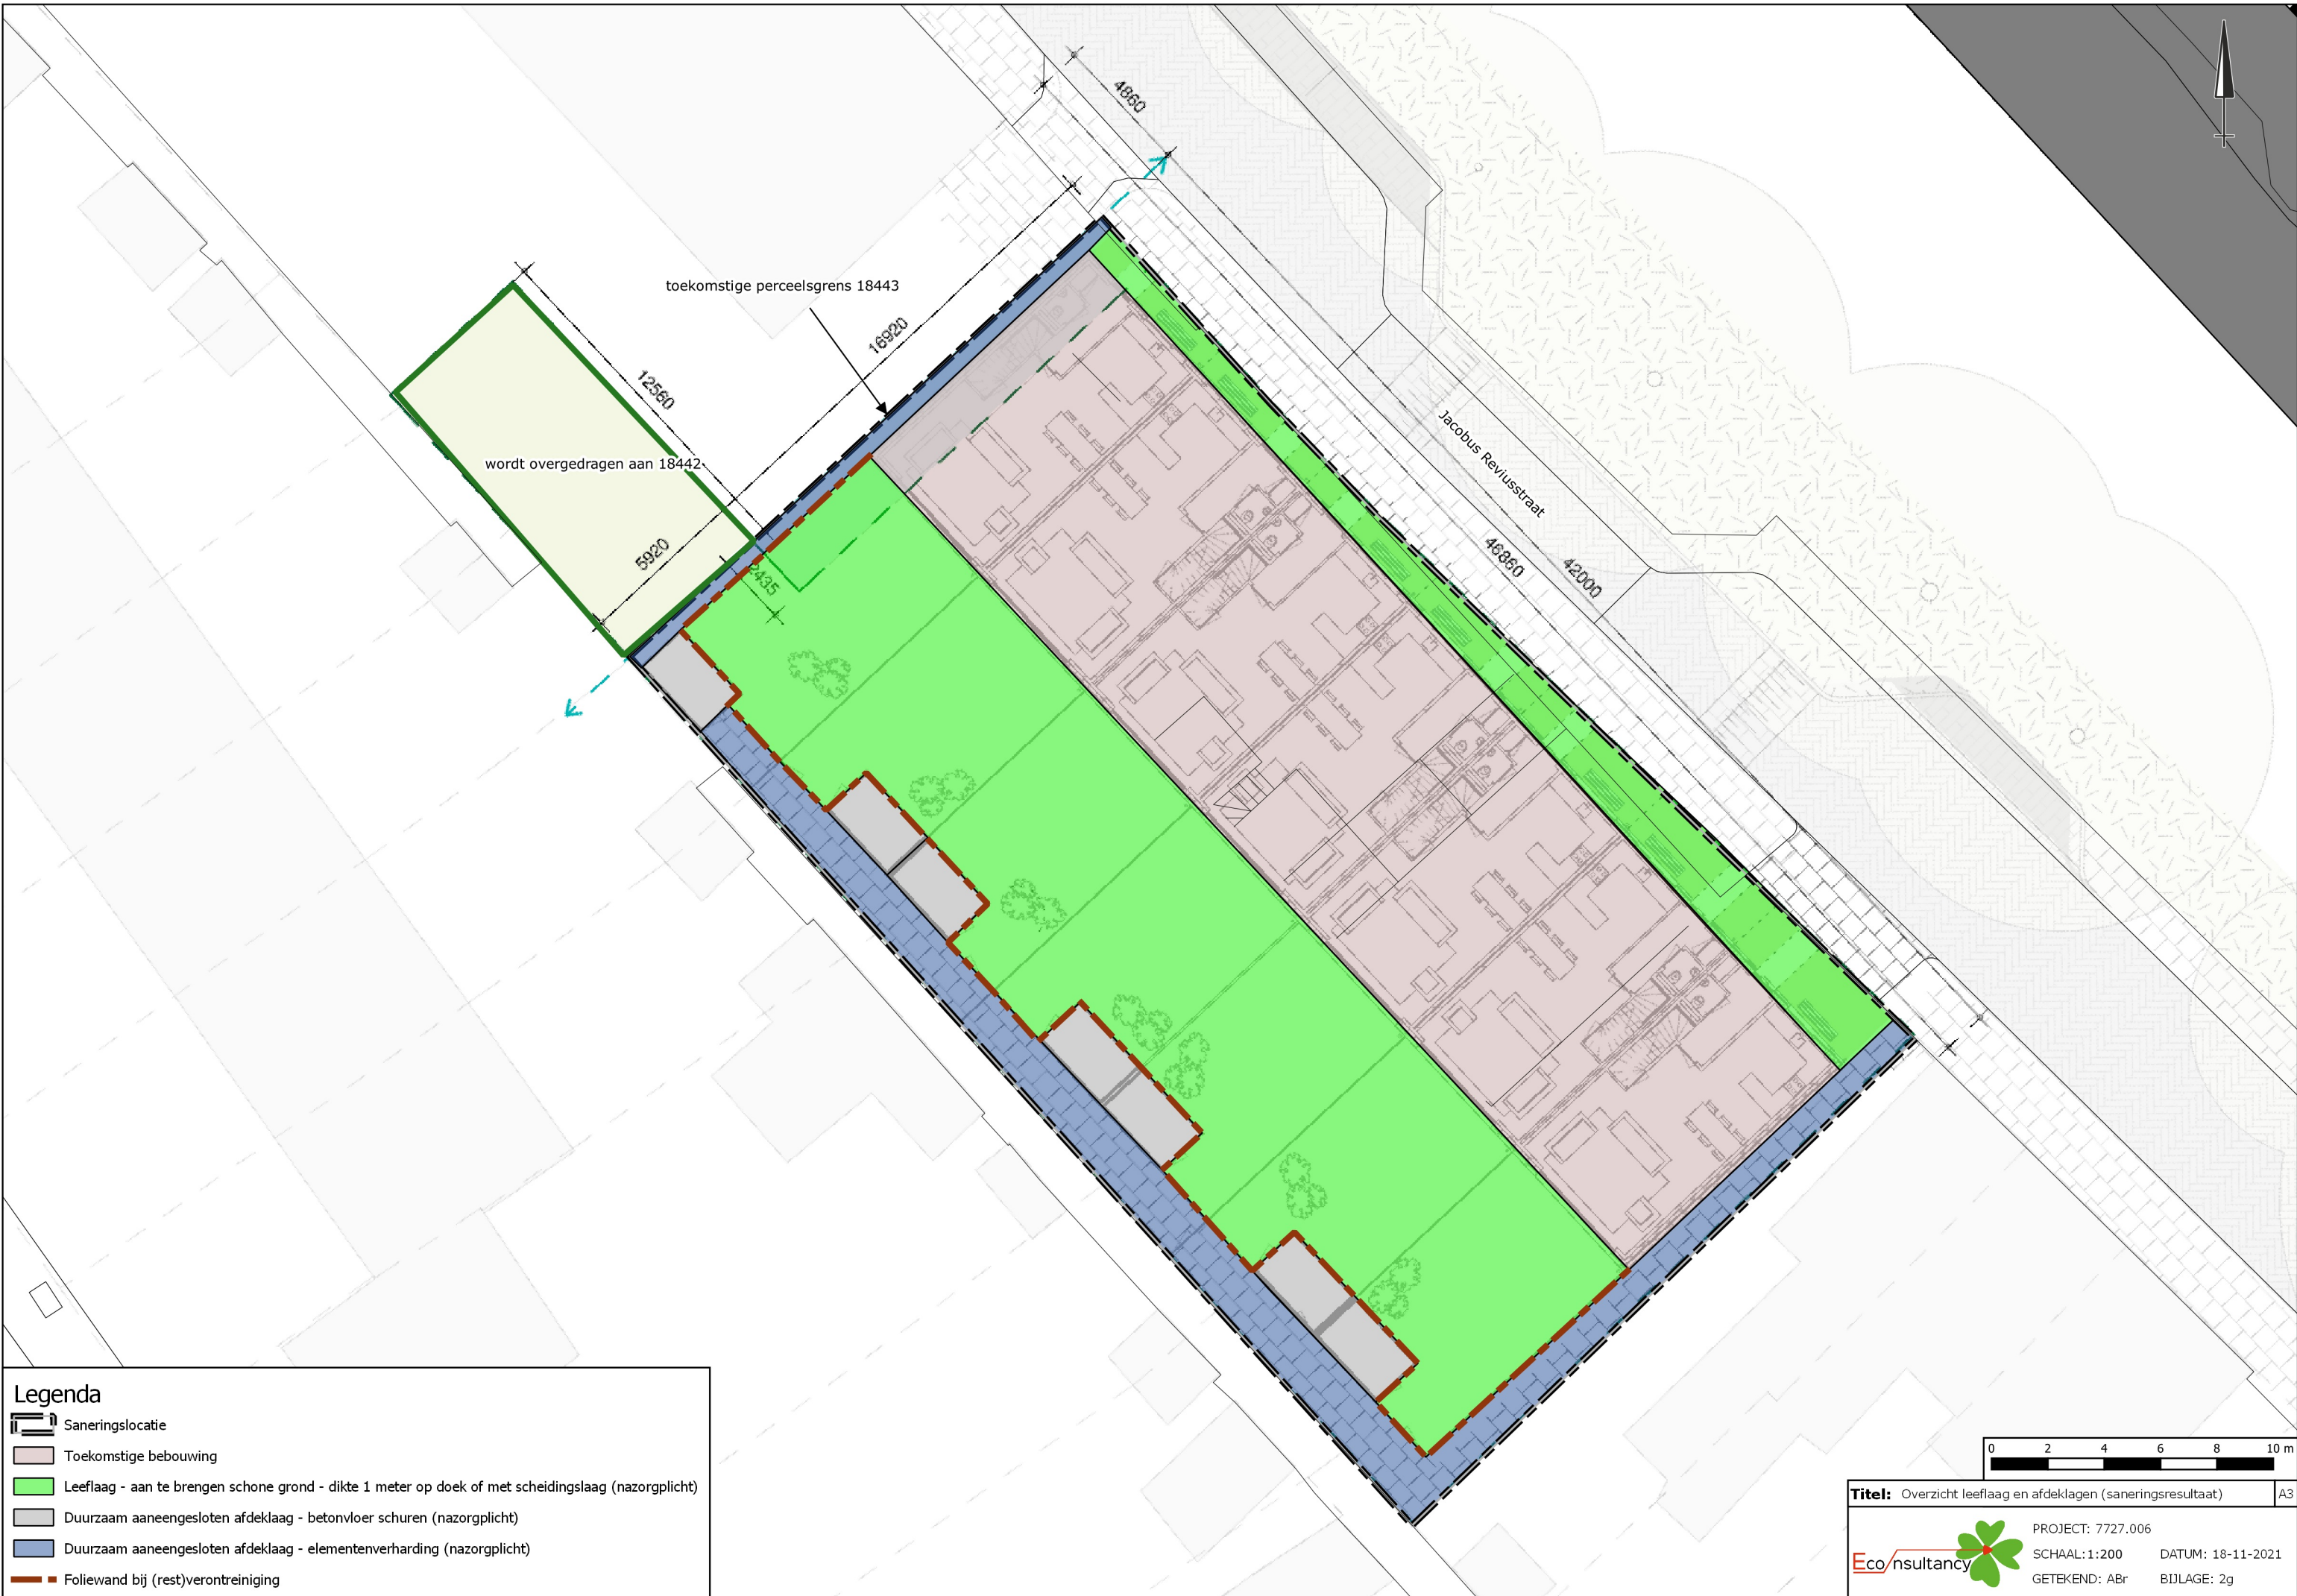 4860
toekomstige perceelsgrens 18443
16920
12560
wordt overgedragen aan 18442
5920
2435
Jacobus Reviusstraat
46860
42000
Legenda
Saneringslocatie
Toekomstige bebouwing
Leeflaag - aan te brengen schone grond - dikte 1 meter op doek of met scheidingslaag (nazorgplicht)
Duurzaam aaneengesloten afdeklaag - betonvloer schuren (nazorgplicht)
Duurzaam aaneengesloten afdeklaag - elementenverharding (nazorgplicht)
Foliewand bij (rest)verontreiniging
0 2 4 6 8 10 m
Titel: Overzicht leeflaag en afdeklagen (saneringsresultaat) A3
Econsultancy
PROJECT: 7727.006
SCHAAL:1:200 DATUM: 18-11-2021
GETEKEND: ABr BIJLAGE: 2g